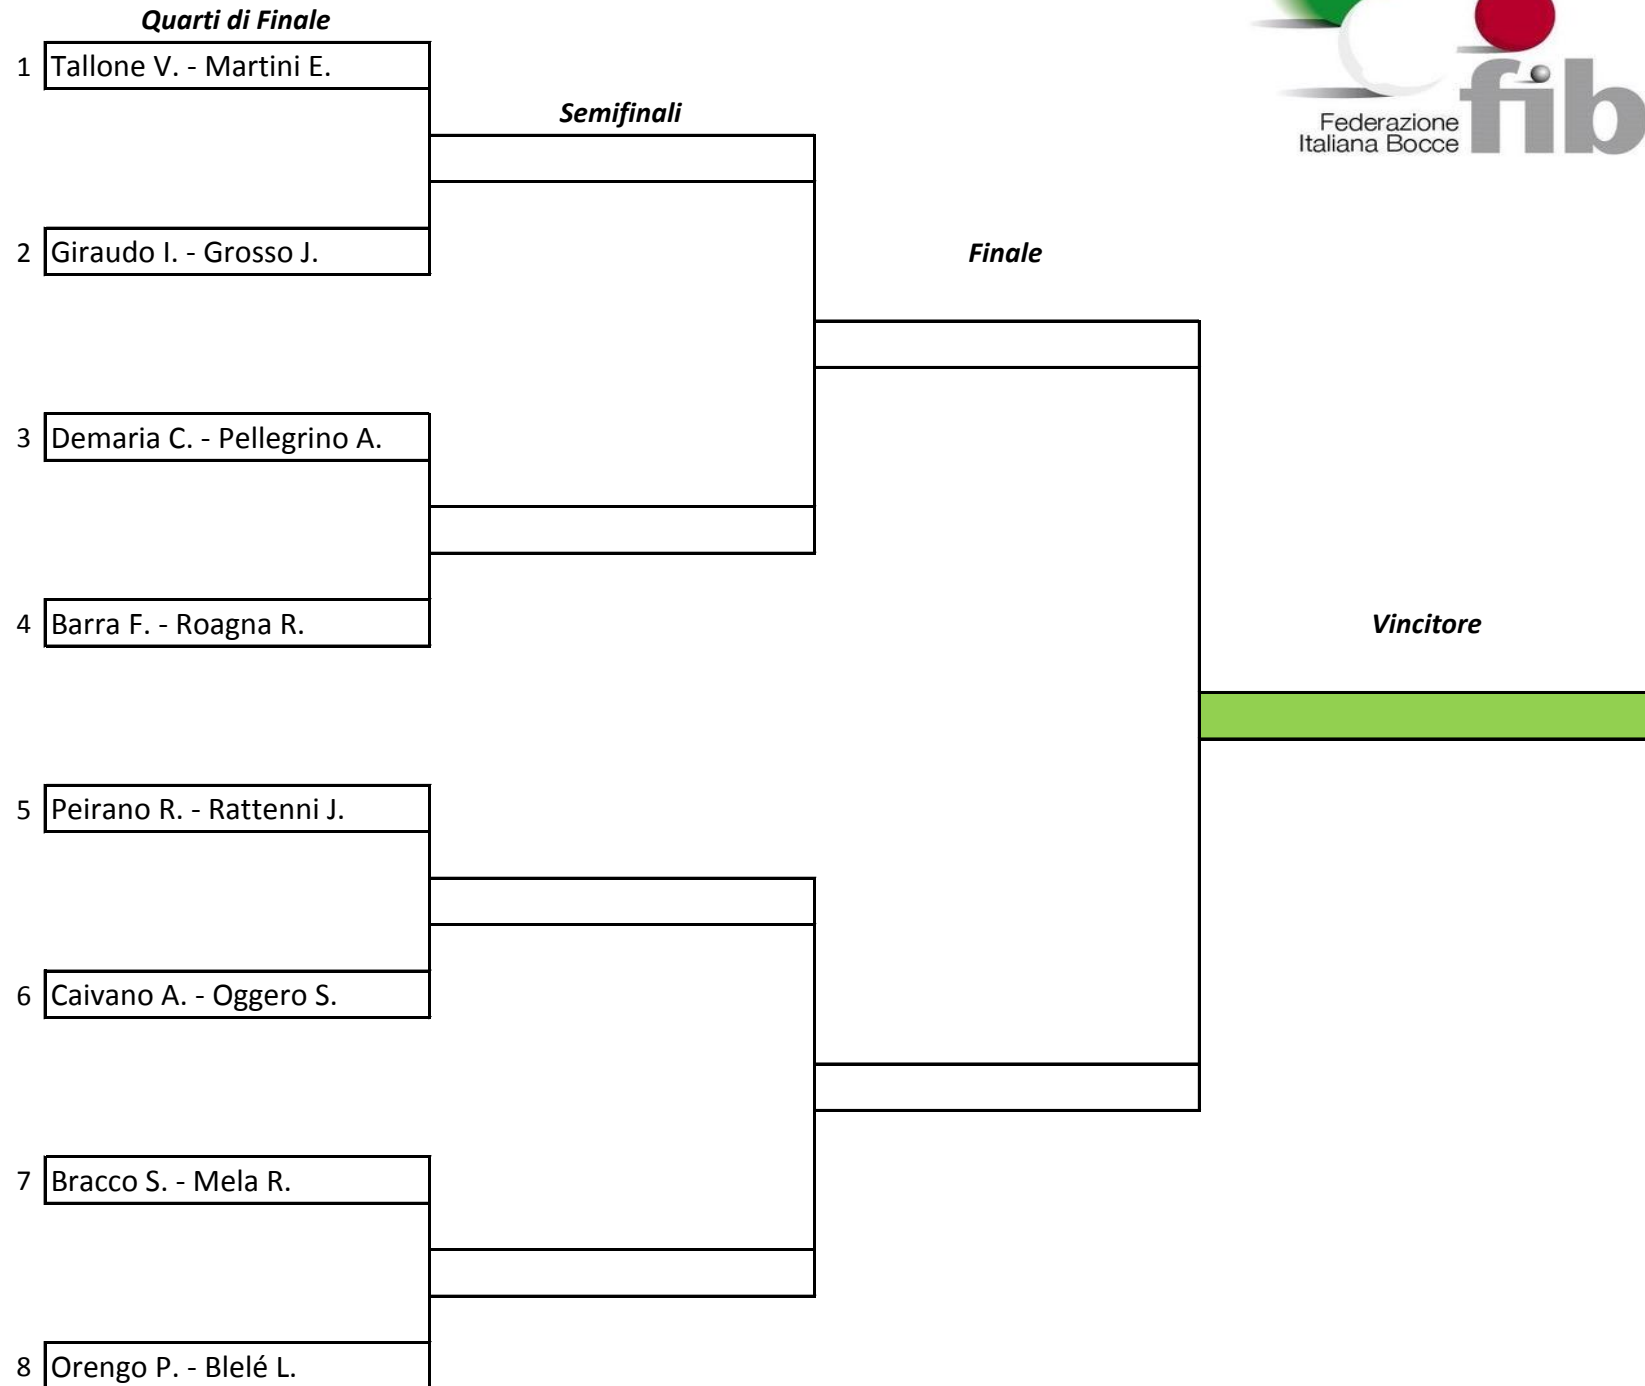 Quarti di Finale
1 Tallone V. - Martini E.
Semifinali
Federazione
Italiana Bocce
fib
2 Giraudo I. - Grosso J.
Finale
3 Demaria C. - Pellegrino A.
4 Barra F. - Roagna R.
Vincitore
5 Peirano R. - Rattenni J.
6 Caivano A. - Oggero S.
7 Bracco S. - Mela R.
8 Orengo P. - Blelé L.